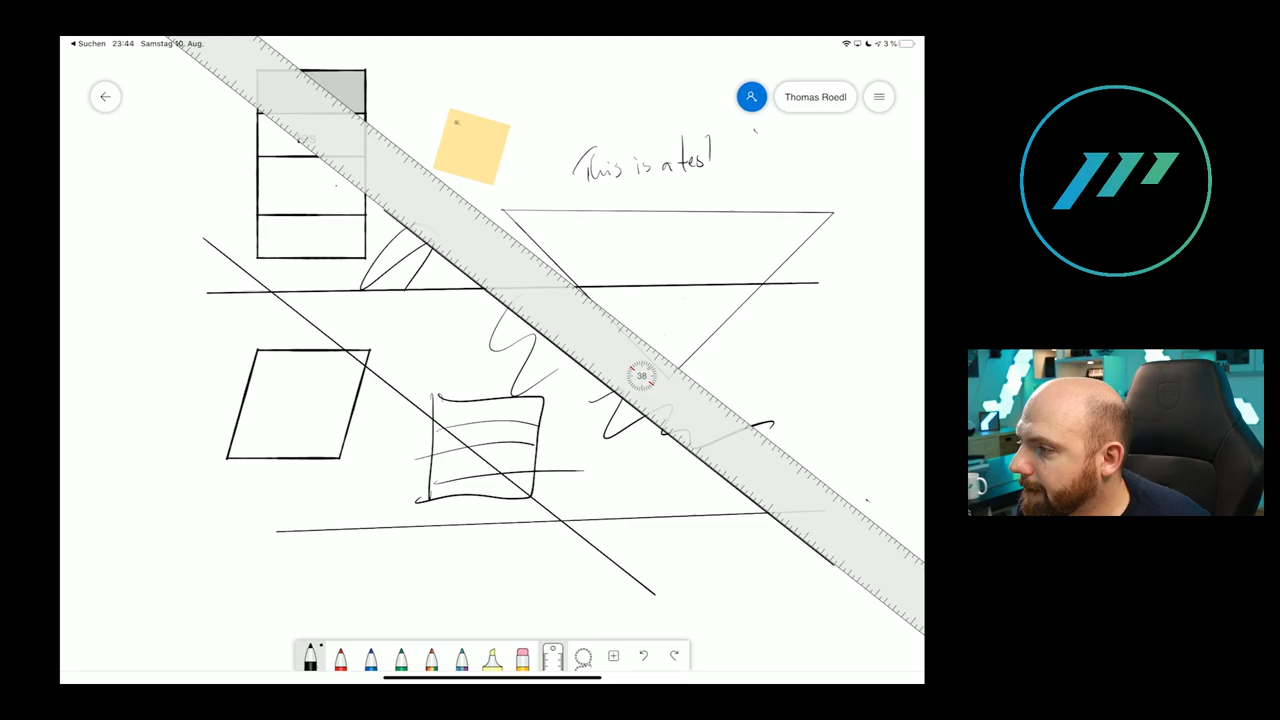 ◀ Suchen 23:44 Samstag 10. Aug.
3 %
Thomas Roedl
This is a test
38